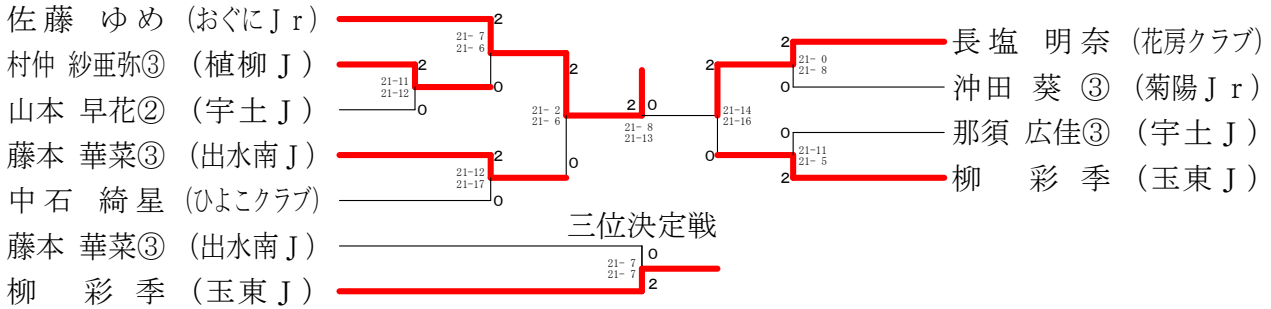 佐藤 ゆめ (おぐにJr)
村仲 紗亜弥③ (植柳J)
山本 早花② (宇土J)
藤本 華菜③ (出水南J)
中石 綺星 (ひよこクラブ)
藤本 華菜③ (出水南J)
柳 彩季 (玉東J)
2
21- 7
21- 6
0
2
21-11
21-12
0
2
21- 2
21- 6
0
2
21-12
21-17
0
2 0
21- 8
21-13
2
21-14
21-16
0
2
21- 0
21- 8
0
0
21-11
21- 5
2
長塩 明奈 (花房クラブ)
沖田 葵 ③ (菊陽Jr)
那須 広佳③ (宇土J)
柳 彩季 (玉東J)
三位決定戦
0
21- 7
21- 7
2